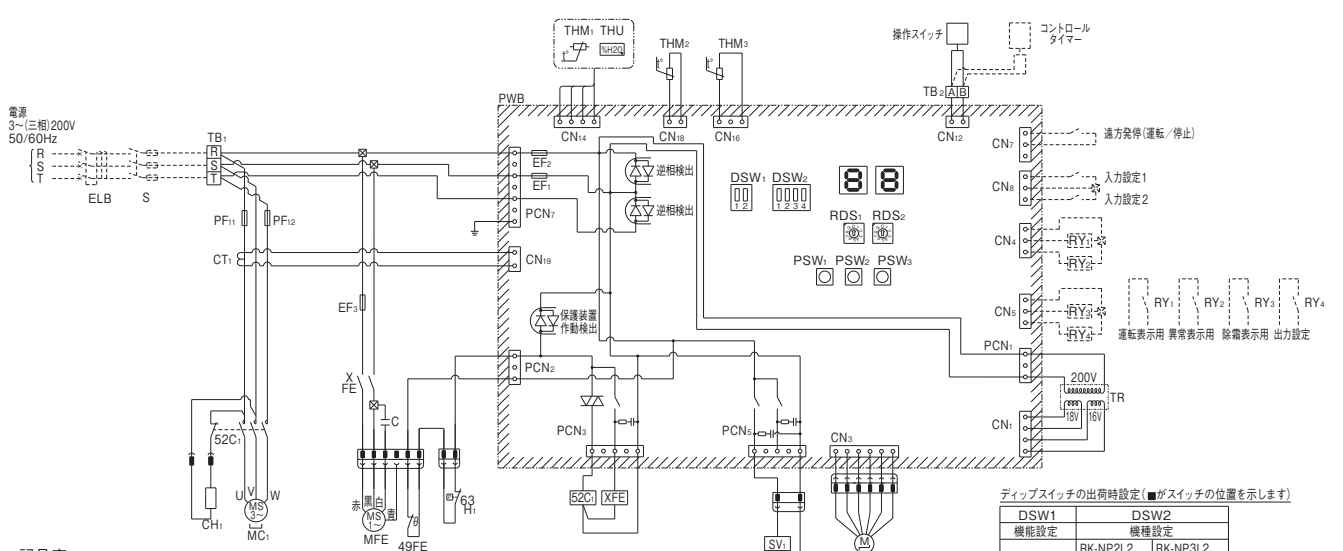 THM1 THU
t°
%H2O
THM2
t°
THM3
t°
操作スイッチ
コントロール
タイマー
TB2 A B
電源
3～(三相)200V
50/60Hz
R
S
T
ELB
S
TB1
R
S
T
PWB
CN14
CN18
CN16
CN12
PF11
PF12
CT1
EF2
EF1
逆相検出
逆相検出
PCN7
CN19
DSW1 DSW2
1 2
1 2 3 4
8 8
RDS1 RDS2
PSW1 PSW2 PSW3
CN7
遠方発停(運転／停止)
CN8
入力設定1
入力設定2
CN4
RY1
RY2
CN5
RY3
RY4
RY1
RY2
RY3
RY4
運転表示用 異常表示用 除霜表示用 出力設定
EF3
保護装置
作動検出
X
FE
C
PCN2
PCN3
PCN5
CN3
PCN1
200V
TR
18V
16V
CN1
52C1
CH1
U
V
W
MS
3～
MC1
赤
黒
白
青
MS
1～
MFE
θ
49FE
63
H1
52C1
XFE
SV1
M
ディップスイッチの出荷時設定(■がスイッチの位置を示します)
DSW1
DSW2
機能設定
機種設定
RK-NP2L2
RK-NP3L2